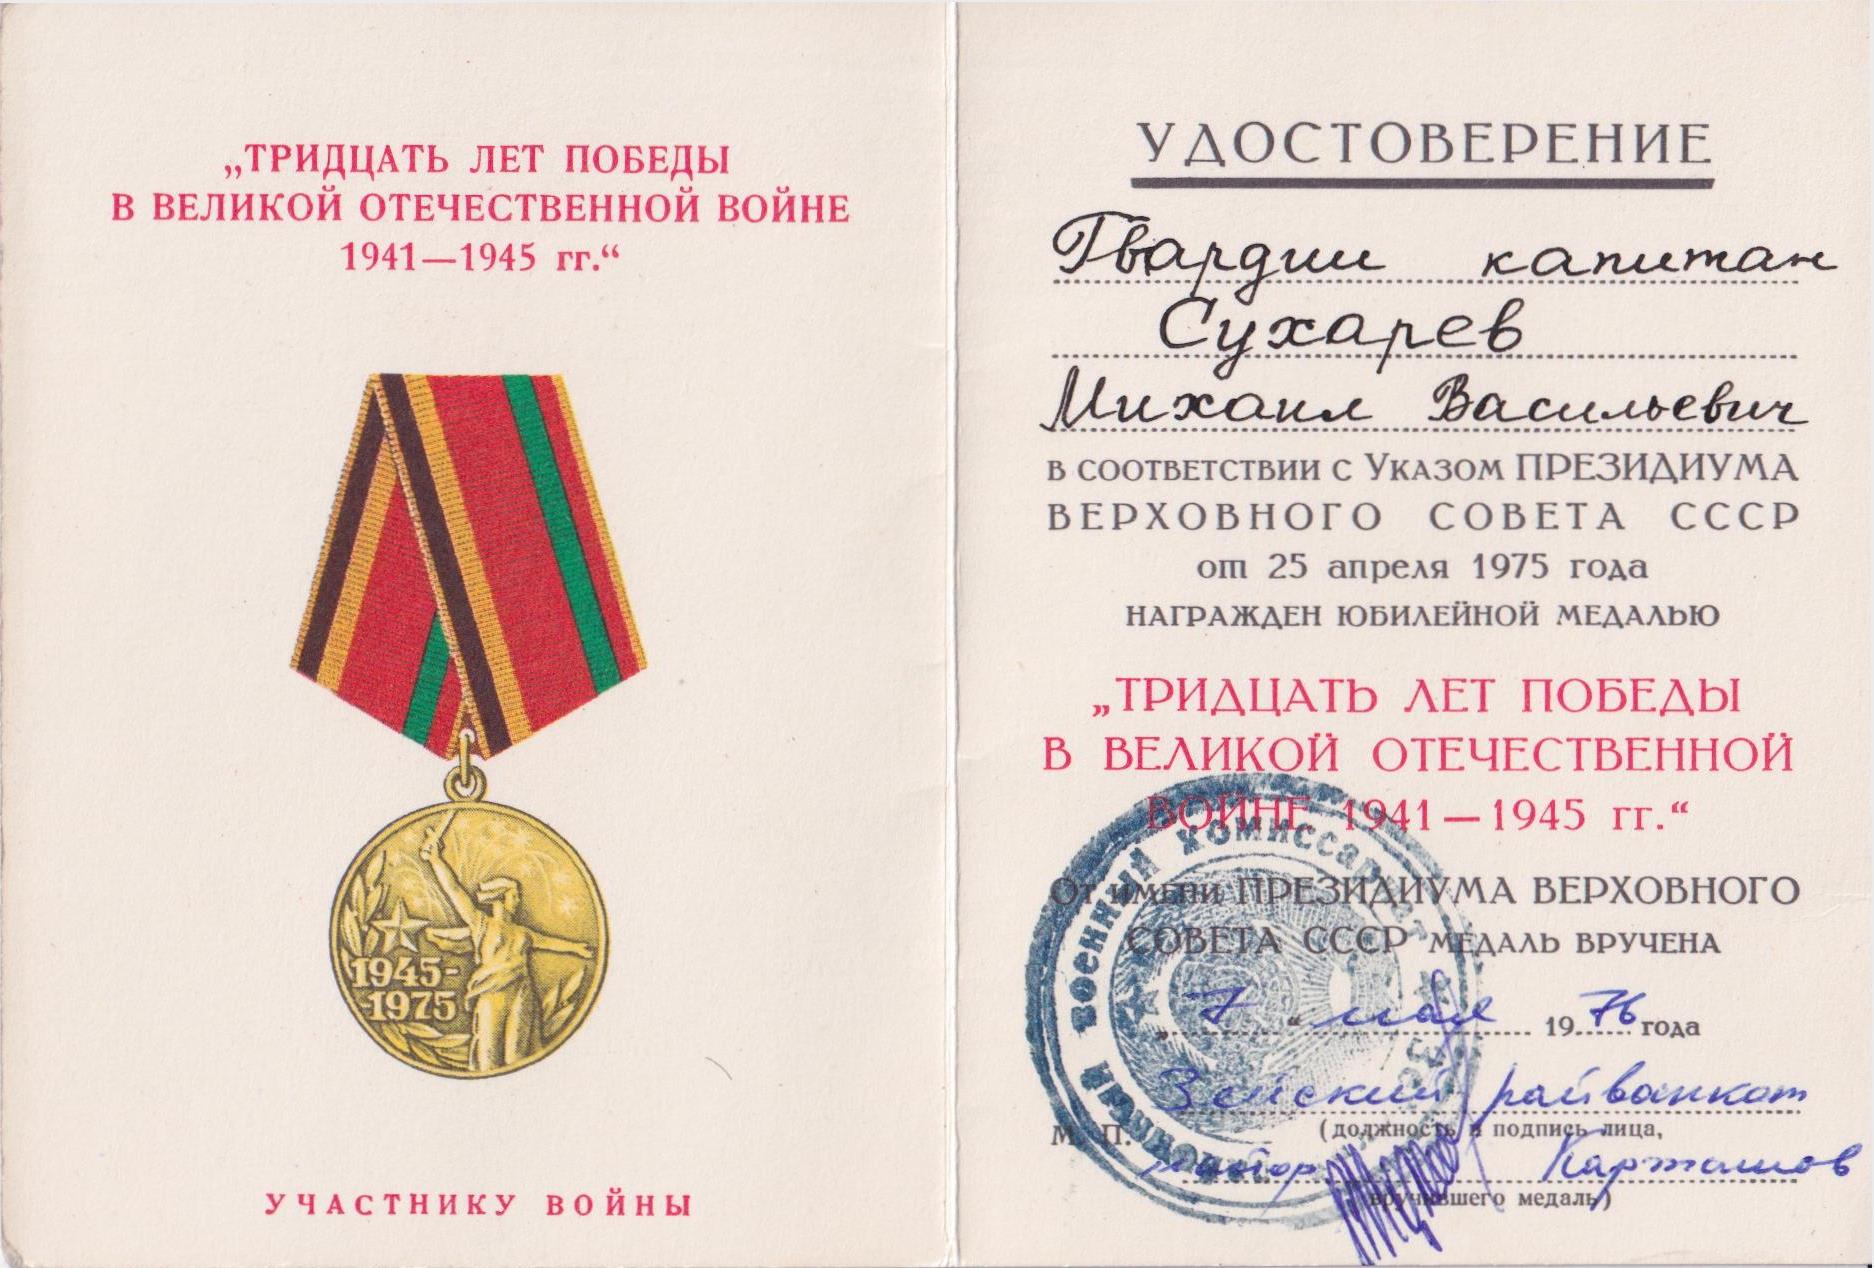 „ТРИДЦАТЬ ЛЕТ ПОБЕДЫ
В ВЕЛИКОЙ ОТЕЧЕСТВЕННОЙ ВОЙНЕ
1941—1945 гг.“
1945-
-1975
УЧАСТНИКУ ВОЙНЫ
УДОСТОВЕРЕНИЕ
Гвардии капитан
Сухарев
Михаил Васильевич
В СООТВЕТСТВИИ С УКАЗОМ ПРЕЗИДИУМА
ВЕРХОВНОГО СОВЕТА СССР
от 25 апреля 1975 года
НАГРАЖДЕН ЮБИЛЕЙНОЙ МЕДАЛЬЮ
„ТРИДЦАТЬ ЛЕТ ПОБЕДЫ
В ВЕЛИКОЙ ОТЕЧЕСТВЕННОЙ
ВОЙНЕ 1941—1945 гг.“
От имени ПРЕЗИДИУМА ВЕРХОВНОГО
СОВЕТА СССР МЕДАЛЬ ВРУЧЕНА
„ 7 “ мая 1976 года
Зейский райвоенком
М. П. (должность и подпись лица,
майор
вручившего медаль)
военный комиссариат